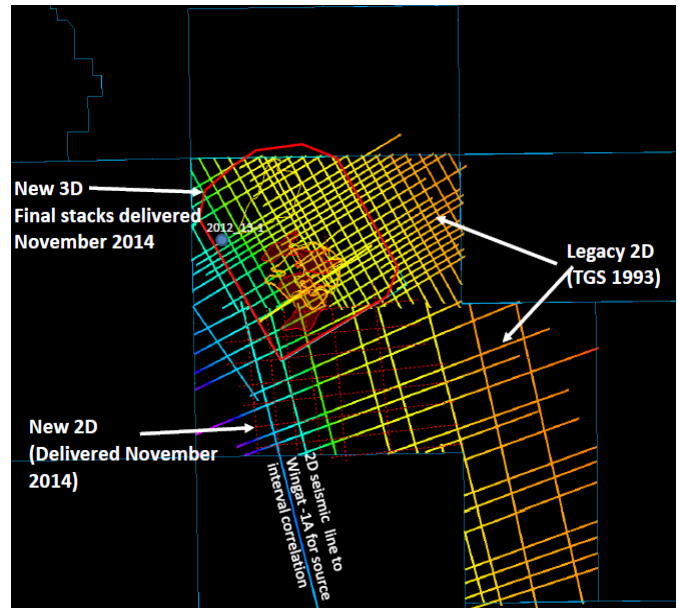 New 3D
Final stacks delivered
November 2014
2012_13-1
Legacy 2D
(TGS 1993)
New 2D
(Delivered November
2014)
2D seismic line to
Wingat -1A for source
interval correlation